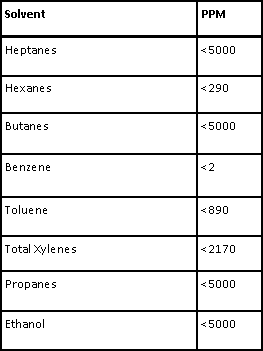 Solvent PPM
Heptanes <5000
Hexanes <290
Butanes <5000
Benzene <2
Toluene <890
Total Xylenes <2170
Propanes <5000
Ethanol <5000